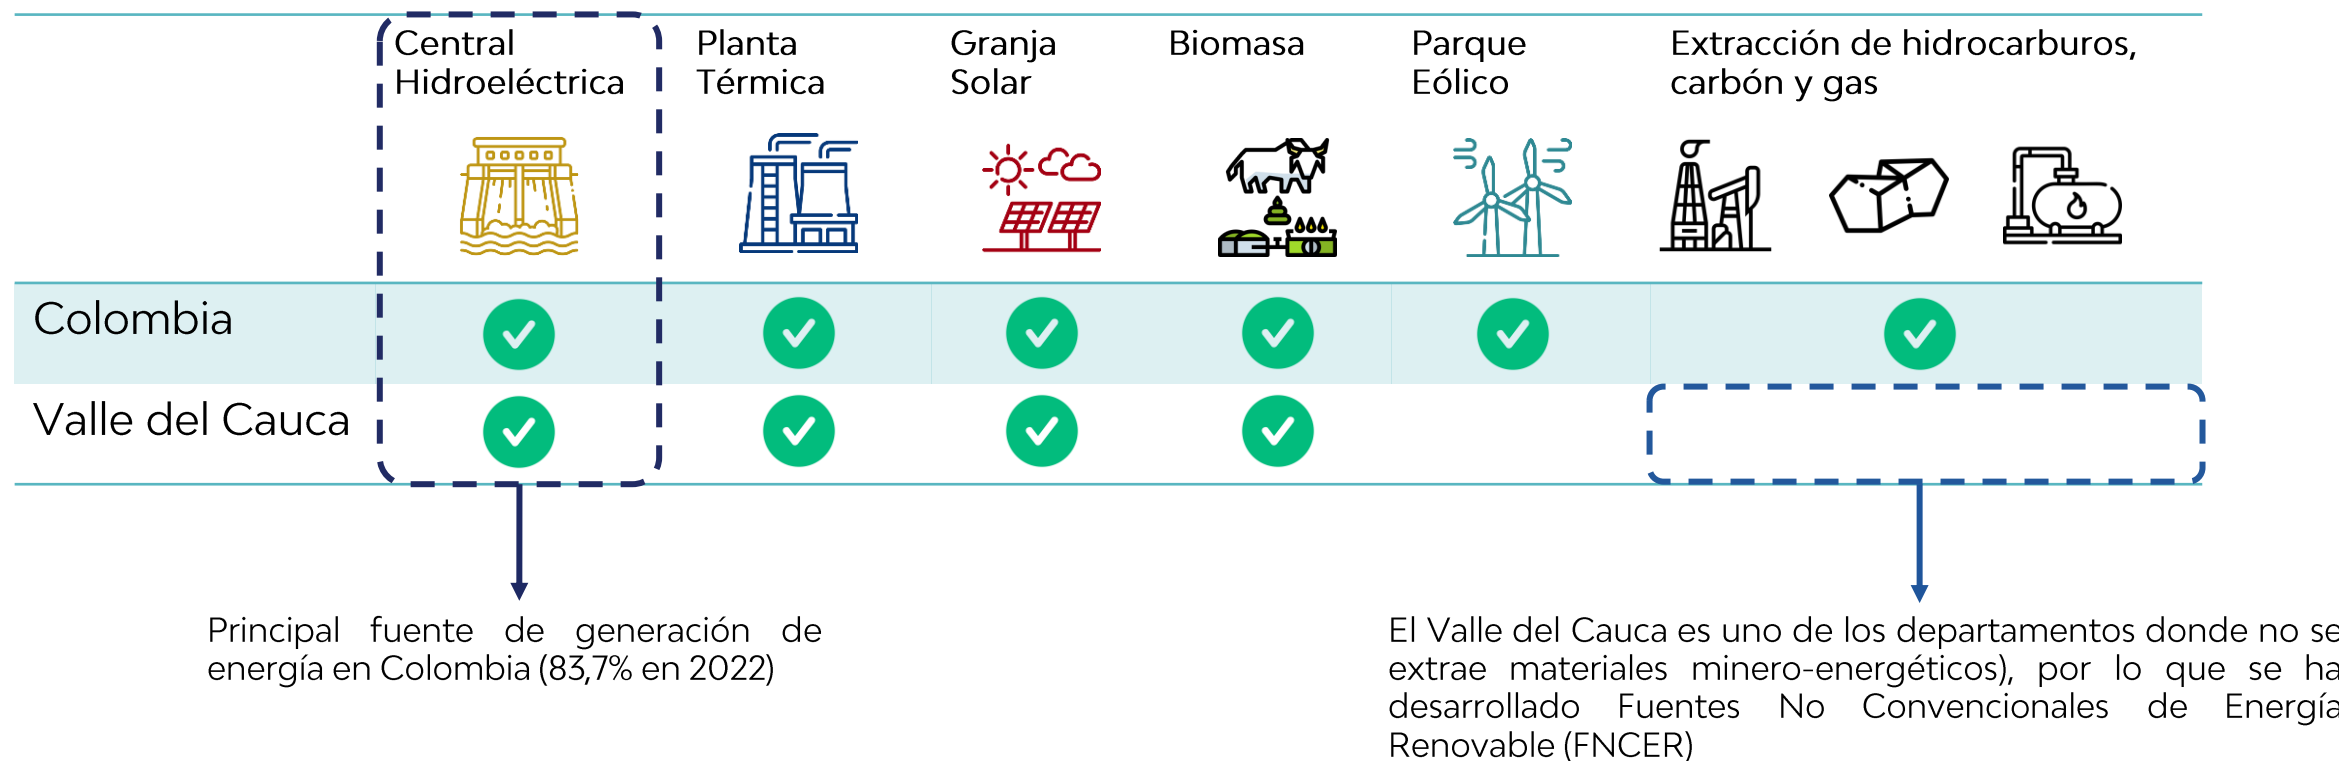 Central
Hidroeléctrica
Planta
Térmica
Granja
Solar
Biomasa
Parque
Eólico
Extracción de hidrocarburos,
carbón y gas
Colombia
Valle del Cauca
Principal fuente de generación de
energía en Colombia (83,7% en 2022)
El Valle del Cauca es uno de los departamentos donde no se
extrae materiales minero-energéticos), por lo que se ha
desarrollado Fuentes No Convencionales de Energía
Renovable (FNCER)